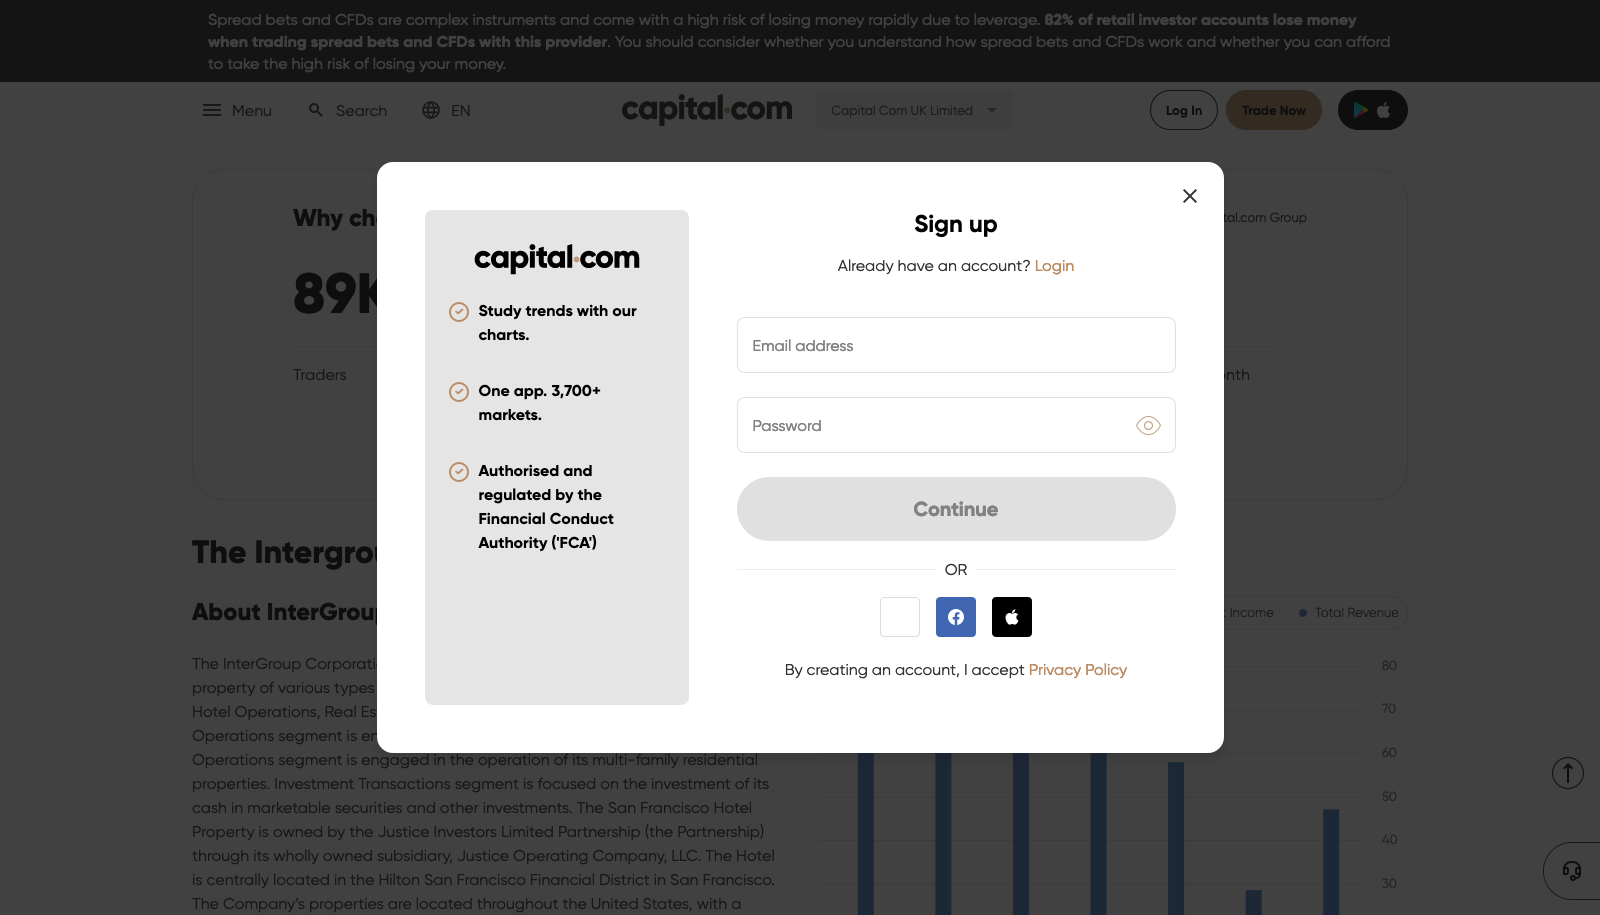 Spread bets and CFDs are complex instruments and come with a high risk of losing money rapidly due to leverage. 82% of retail investor accounts lose money
when trading spread bets and CFDs with this provider. You should consider whether you understand how spread bets and CFDs work and whether you can afford
to take the high risk of losing your money.
Menu
Search
EN
capital.com
Capital Com UK Limited
Log In
Trade Now
Why ch
tal.com Group
89K
Traders
onth
capital.com
Study trends with our
charts.
One app. 3,700+
markets.
Authorised and
regulated by the
Financial Conduct
Authority ('FCA')
Sign up
Already have an account? Login
Email address
Password
Continue
OR
By creating an account, I accept Privacy Policy
The Intergrou
About InterGroup
The InterGroup Corporati
property of various types
Hotel Operations, Real Es
Operations segment is en
Operations segment is engaged in the operation of its multi-family residential
properties. Investment Transactions segment is focused on the investment of its
cash in marketable securities and other investments. The San Francisco Hotel
Property is owned by the Justice Investors Limited Partnership (the Partnership)
through its wholly owned subsidiary, Justice Operating Company, LLC. The Hotel
is centrally located in the Hilton San Francisco Financial District in San Francisco.
The Company's properties are located throughout the United States, with a
t Income
Total Revenue
80
70
60
50
40
30